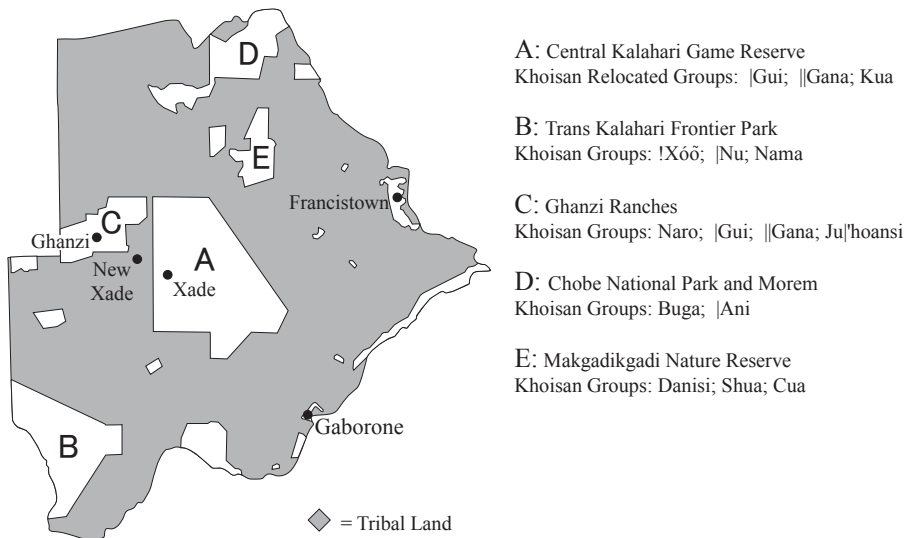 D
E
Francistown
C
Ghanzi
New
Xade
A
Xade
B
Gaborone
= Tribal Land
A: Central Kalahari Game Reserve
Khoisan Relocated Groups: |Gui; ||Gana; Kua
B: Trans Kalahari Frontier Park
Khoisan Groups: !Xóõ; |Nu; Nama
C: Ghanzi Ranches
Khoisan Groups: Naro; |Gui; ||Gana; Ju|'hoansi
D: Chobe National Park and Morem
Khoisan Groups: Buga; |Ani
E: Makgadikgadi Nature Reserve
Khoisan Groups: Danisi; Shua; Cua